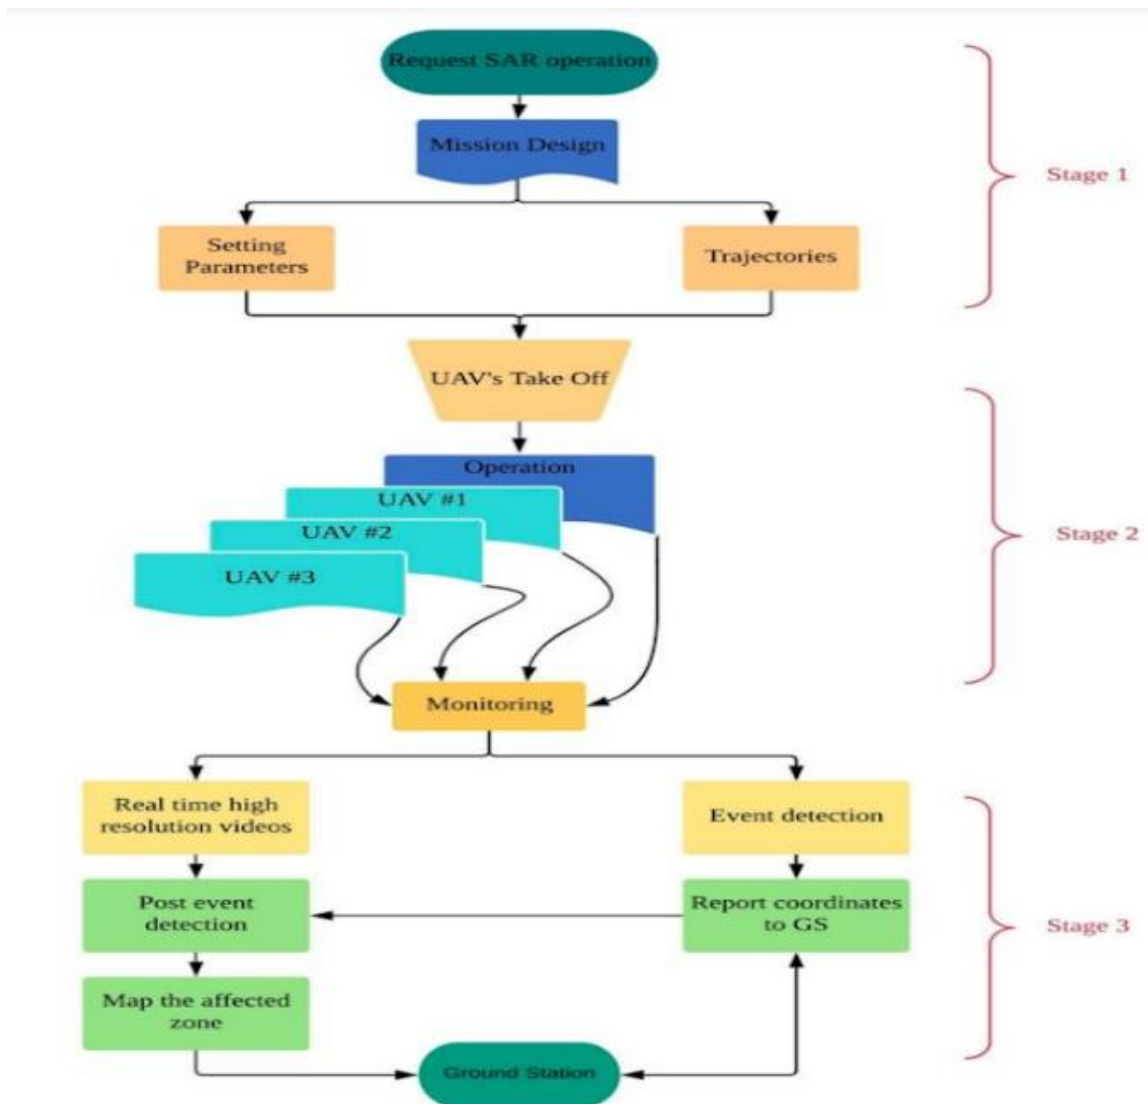 Request SAR operation
Mission Design
Stage 1
Setting
Parameters
Trajectories
UAV's Take Off
Operation
UAV #1
UAV #2
UAV #3
Stage 2
Monitoring
Real time high
resolution videos
Event detection
Post event
detection
Report coordinates
to GS
Stage 3
Map the affected
zone
Ground Station